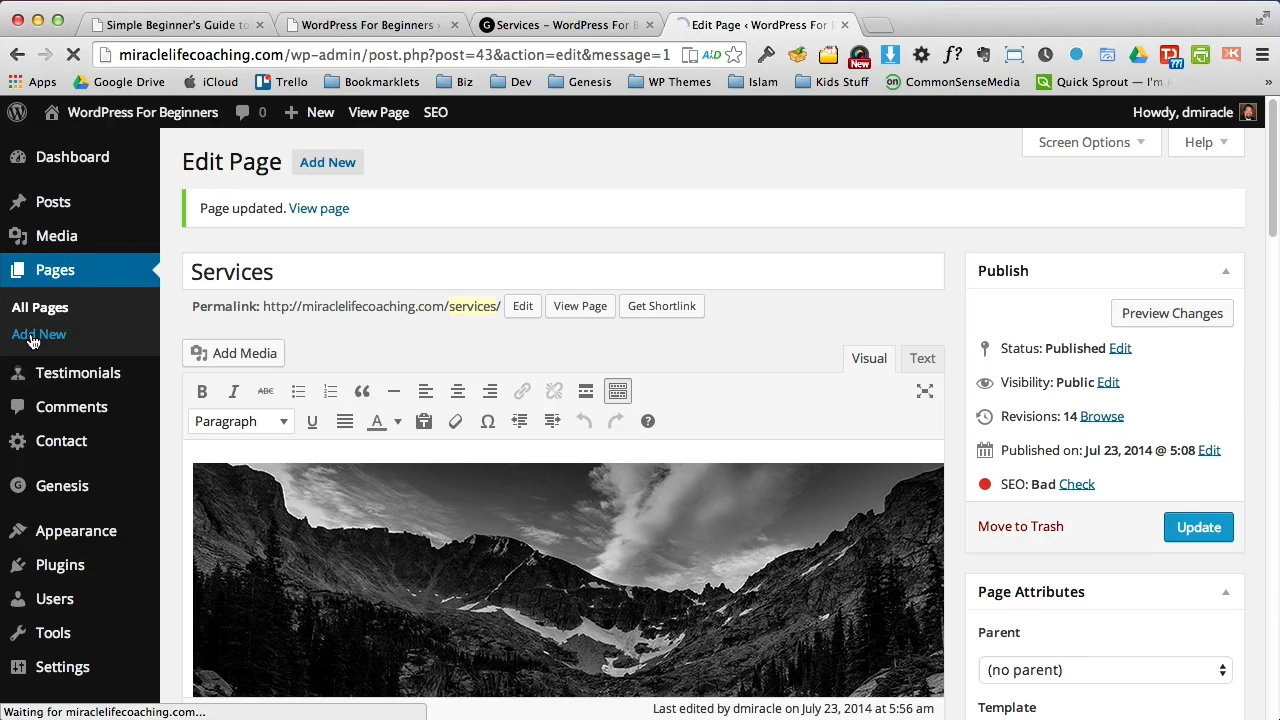 Simple Beginner's Guide to
WordPress For Beginners
Services – WordPress For B
Edit Page ‹ WordPress For B
miraclelifecoaching.com/wp-admin/post.php?post=43&action=edit&message=1
Apps
Google Drive
iCloud
Trello
Bookmarklets
Biz
Dev
Genesis
WP Themes
Islam
Kids Stuff
on CommonSenseMedia
Quick Sprout — I'm
WordPress For Beginners
0
New
View Page
SEO
Howdy, dmiracle
Dashboard
Posts
Media
Pages
All Pages
Add New
Testimonials
Comments
Contact
Genesis
Appearance
Plugins
Users
Tools
Settings
Screen Options
Help
Edit Page
Add New
Page updated. View page
Services
Permalink: http://miraclelifecoaching.com/services/
Edit
View Page
Get Shortlink
Add Media
Visual
Text
B I ABC
Paragraph
U A Ω ?
Last edited by dmiracle on July 23, 2014 at 5:56 am
Publish
Preview Changes
Status: Published Edit
Visibility: Public Edit
Revisions: 14 Browse
Published on: Jul 23, 2014 @ 5:08 Edit
SEO: Bad Check
Move to Trash
Update
Page Attributes
Parent
(no parent)
Template
Waiting for miraclelifecoaching.com...